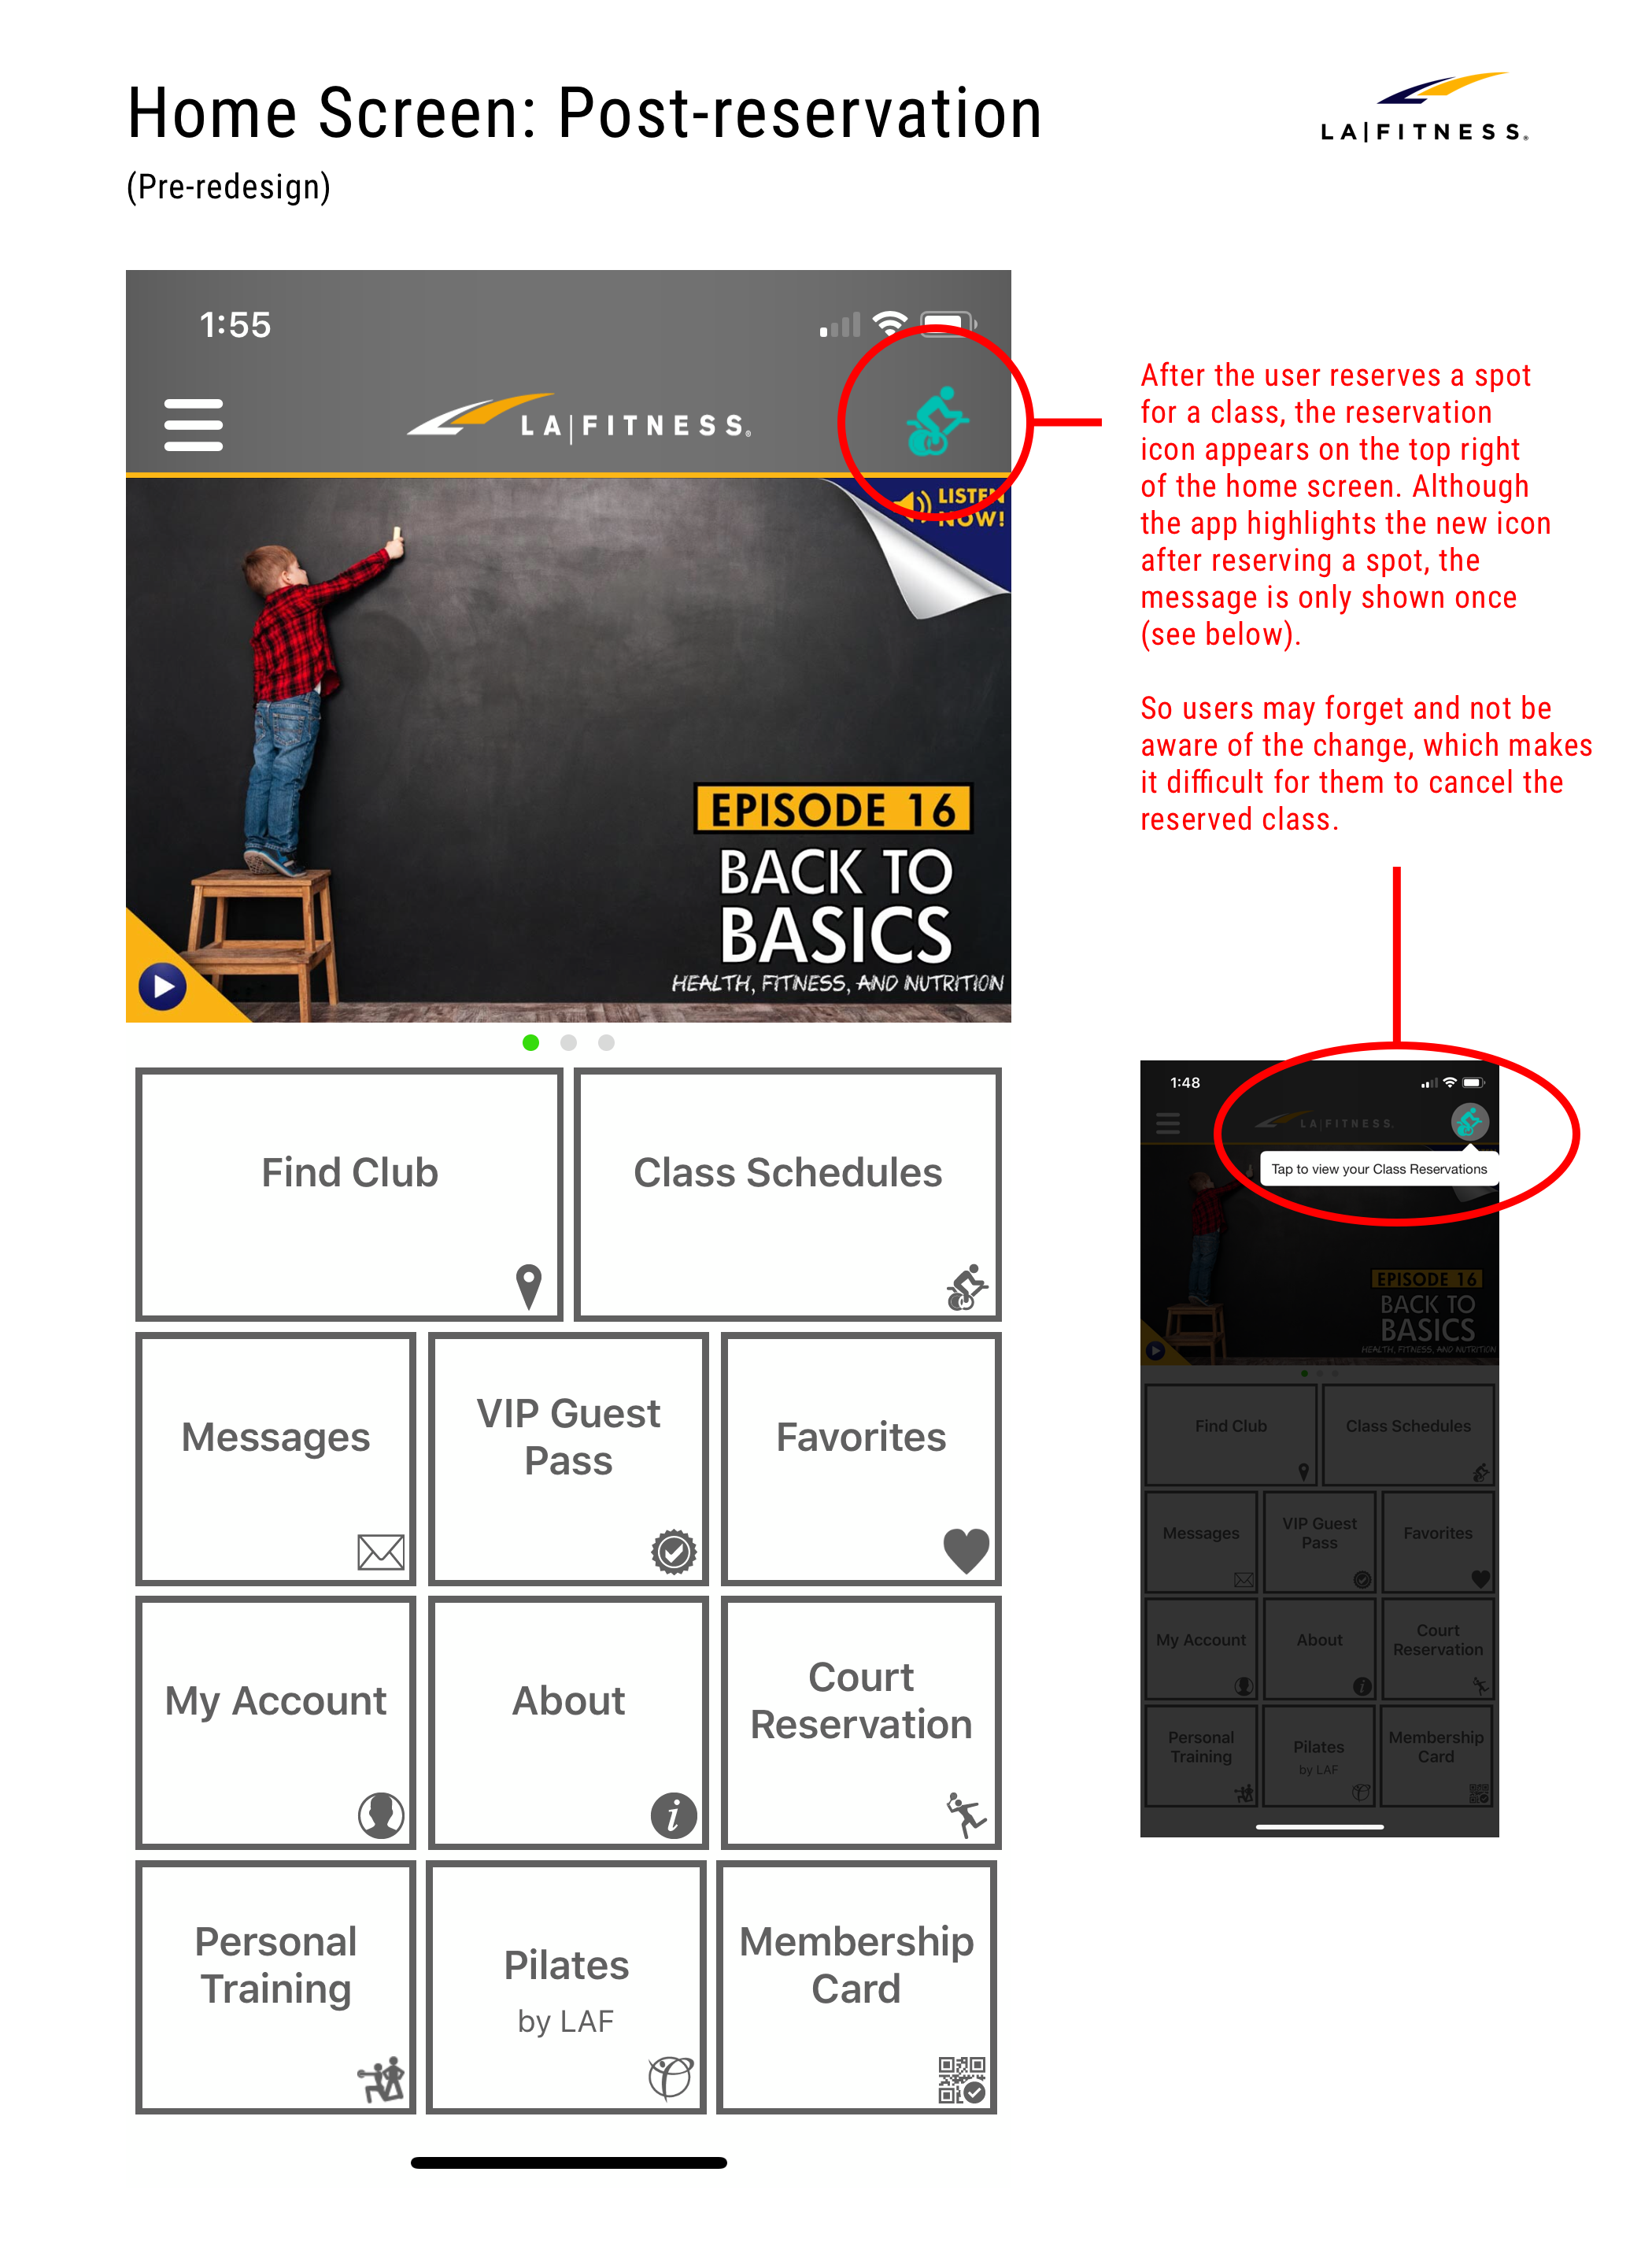 Home Screen: Post-reservation
(Pre-redesign)
LA|FITNESS.
1:55
LA|FITNESS.
LISTEN
NOW!
EPISODE 16
BACK TO
BASICS
HEALTH, FITNESS, AND NUTRITION
Find Club
Class Schedules
Messages
VIP Guest
Pass
Favorites
My Account
About
Court
Reservation
Personal
Training
Pilates
by LAF
Membership
Card
After the user reserves a spot
for a class, the reservation
icon appears on the top right
of the home screen. Although
the app highlights the new icon
after reserving a spot, the
message is only shown once
(see below).
So users may forget and not be
aware of the change, which makes
it difficult for them to cancel the
reserved class.
1:48
LA|FITNESS.
Tap to view your Class Reservations
EPISODE 16
BACK TO
BASICS
HEALTH, FITNESS, AND NUTRITION
Find Club
Class Schedules
Messages
VIP Guest
Pass
Favorites
My Account
About
Court
Reservation
Personal
Training
Pilates
by LAF
Membership
Card